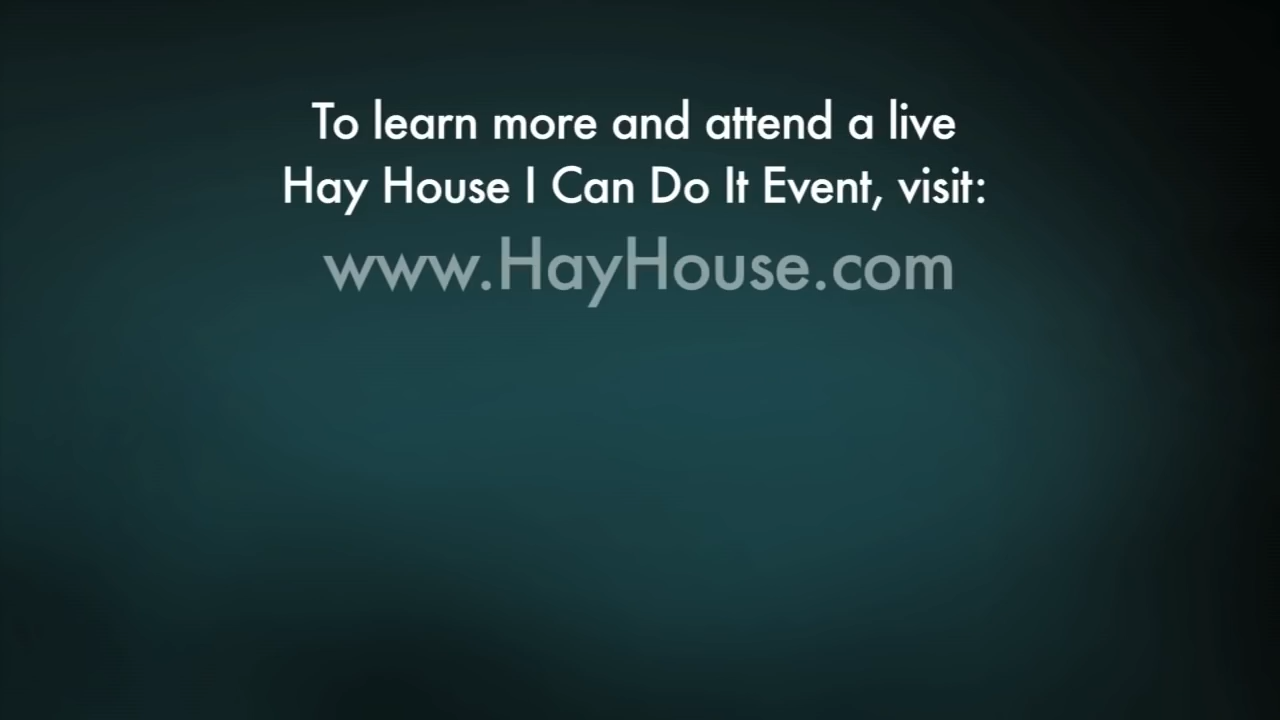 To learn more and attend a live
Hay House I Can Do It Event, visit:
www.HayHouse.com